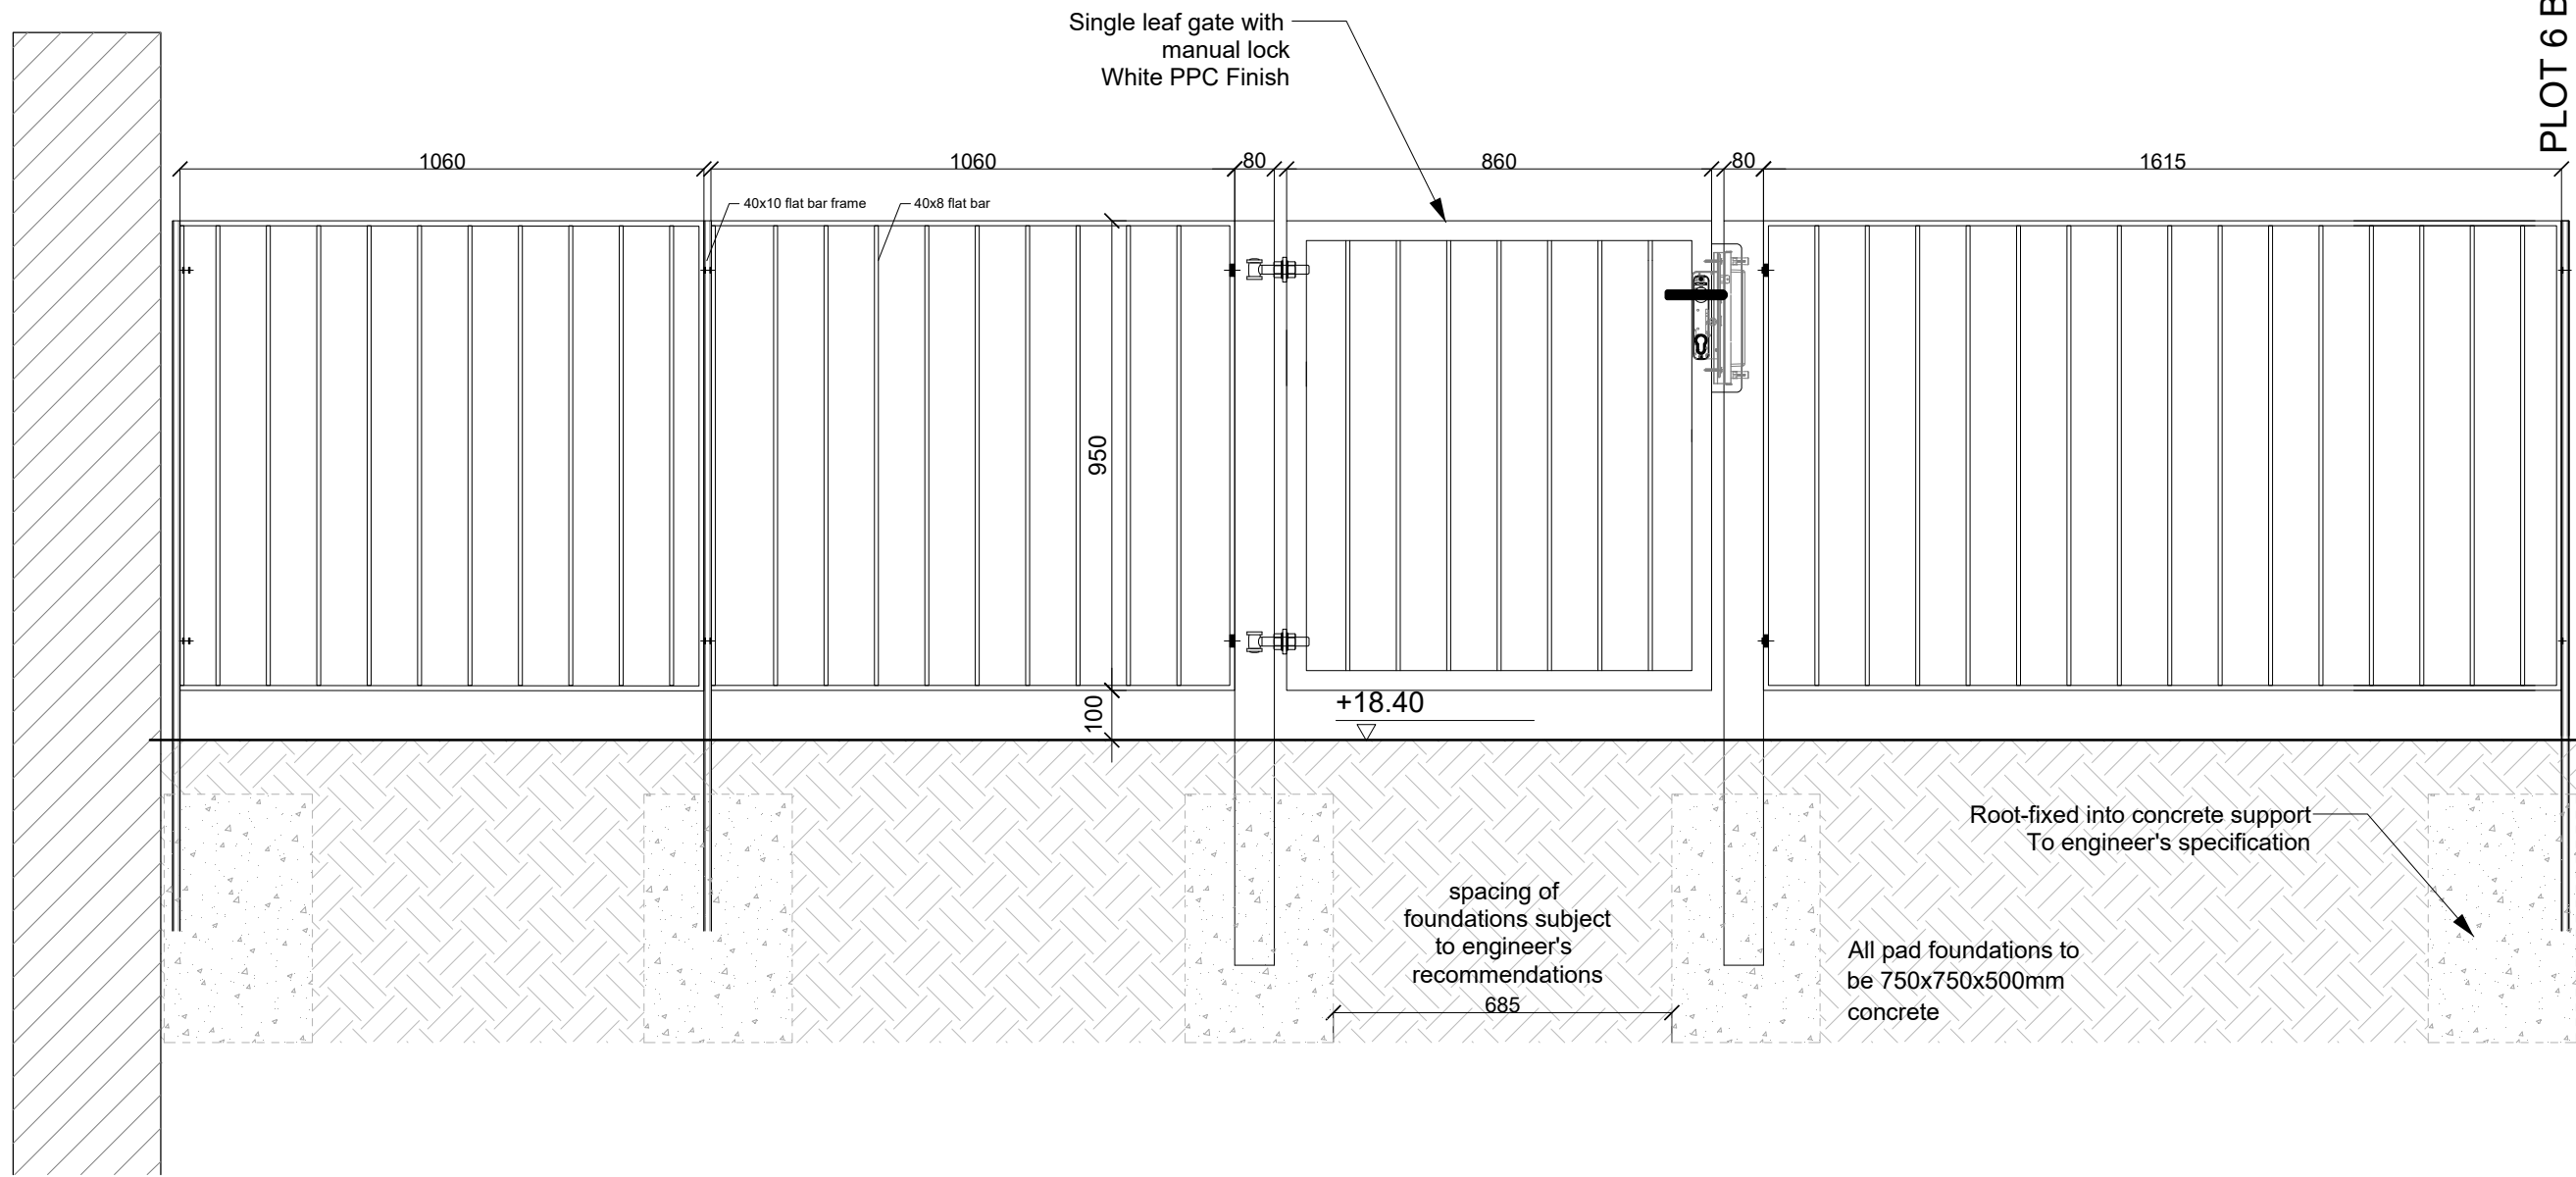 Single leaf gate with
manual lock
White PPC Finish
PLOT 6 B
1060
1060
80
860
80
1615
40x10 flat bar frame
40x8 flat bar
950
100
+18.40
Root-fixed into concrete support
To engineer's specification
spacing of
foundations subject
to engineer's
recommendations
685
All pad foundations to
be 750x750x500mm
concrete